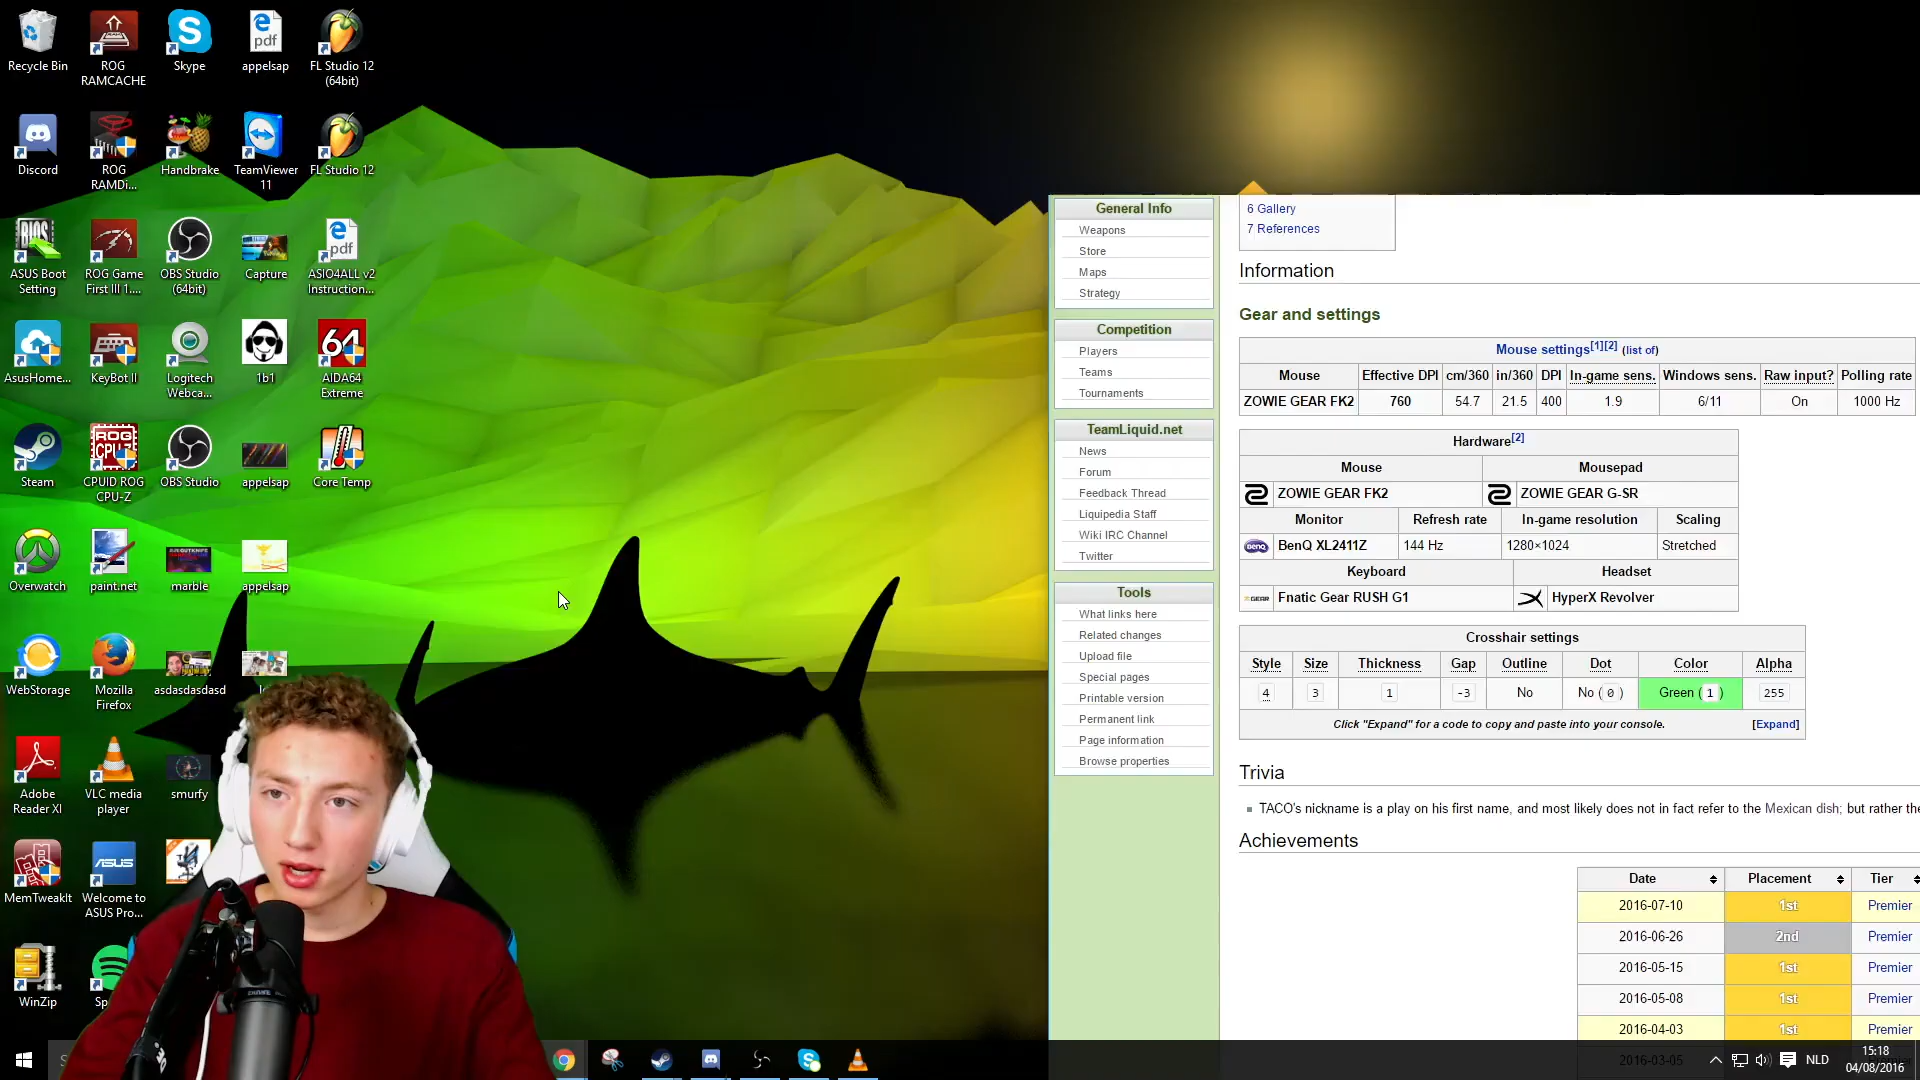 Recycle Bin
ROG
RAMCACHE
Skype
pdf
appelsap
FL Studio 12
(64bit)
Discord
ROG
RAMDi...
Handbrake
TeamViewer
11
FL Studio 12
BIOS
ASUS Boot
Setting
ROG Game
First III 1....
OBS Studio
(64bit)
Capture
pdf
ASIO4ALL v2
Instruction...
AsusHome...
KeyBot II
Logitech
Webca...
1b1
64
AIDA64
Extreme
Steam
ROG
CPU
CPUID ROG
CPU-Z
OBS Studio
appelsap
Core Temp
Overwatch
paint.net
marble
appelsap
WebStorage
Mozilla
Firefox
asdasdasdasd
Adobe
Reader XI
VLC media
player
smurfy
MemTweakIt
ASUS
Welcome to
ASUS Pro...
WinZip
Sp
General Info
Weapons
Store
Maps
Strategy
Competition
Players
Teams
Tournaments
TeamLiquid.net
News
Forum
Feedback Thread
Liquipedia Staff
Wiki IRC Channel
Twitter
Tools
What links here
Related changes
Upload file
Special pages
Printable version
Permanent link
Page information
Browse properties
6 Gallery
7 References
Information
Gear and settings
Mouse settings[1][2] (list of)
Mouse Effective DPI cm/360 in/360 DPI In-game sens. Windows sens. Raw input? Polling rate
ZOWIE GEAR FK2 760 54.7 21.5 400 1.9 6/11 On 1000 Hz
Hardware[2]
Mouse Mousepad
ZOWIE GEAR FK2 ZOWIE GEAR G-SR
Monitor Refresh rate In-game resolution Scaling
BenQ BenQ XL2411Z 144 Hz 1280×1024 Stretched
Keyboard Headset
GEAR Fnatic Gear RUSH G1 HyperX Revolver
Crosshair settings
Style Size Thickness Gap Outline Dot Color Alpha
4 3 1 -3 No No ( 0 ) Green ( 1 ) 255
Click "Expand" for a code to copy and paste into your console. [Expand]
Trivia
TACO's nickname is a play on his first name, and most likely does not in fact refer to the Mexican dish; but rather the
Achievements
Date Placement Tier
2016-07-10 1st Premier
2016-06-26 2nd Premier
2016-05-15 1st Premier
2016-05-08 1st Premier
2016-04-03 1st Premier
2016-03-05 Premier
NLD
15:18
04/08/2016